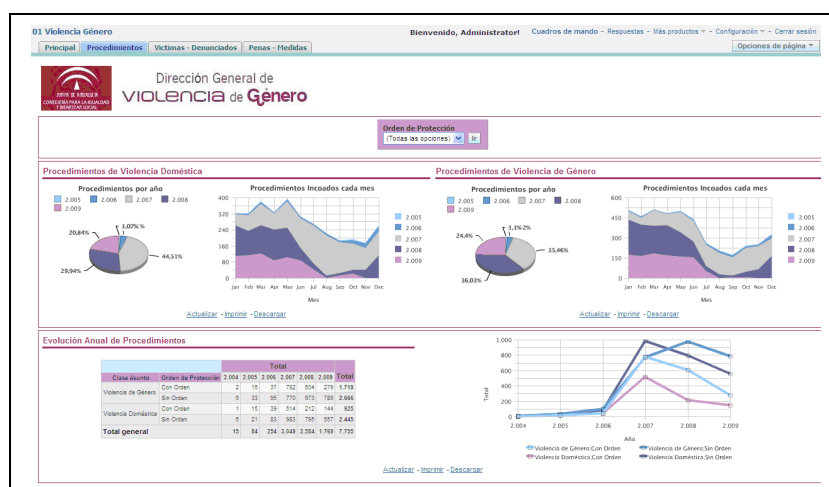 01 Violencia Género
Bienvenido, Administrator!
Cuadros de mando - Respuestas - Más productos - Configuración - Cerrar sesión
Principal Procedimientos Victimas - Denunciados Penas - Medidas
Opciones de página
JUNTA DE ANDALUCIA
CONSEJERÍA PARA LA IGUALDAD
Y BIENESTAR SOCIAL
Dirección General de
VIOLENCIA de Género
Orden de Protección
(Todas las opciones) Ir
Procedimientos de Violencia Doméstica
Procedimientos por año
2.005 2.006 2.007 2.008
2.009
20,84%
1,07%
44,51%
29,94%
Procedimientos Incoados cada mes
400
320
240
160
80
0
Jan Feb Mar Apr May Jun Jul Aug Sep Oct Nov Dec
Mes
2.005
2.006
2.007
2.008
2.009
Actualizar - Imprimir - Descargar
Procedimientos de Violencia de Género
Procedimientos por año
2.005 2.006 2.007 2.008
2.009
24,4%
35,46%
36,03%
Procedimientos Incoados cada mes
600
450
300
150
0
Jan Feb Mar Apr May Jun Jul Aug Sep Oct Nov Dec
Mes
2.005
2.006
2.007
2.008
2.009
Actualizar - Imprimir - Descargar
Evolución Anual de Procedimientos
Total
Clase Asunto Orden de Protección 2.004 2.005 2.006 2.007 2.008 2.009 Total
Violencia de Género Con Orden 2 15 37 782 604 279 1.719
Sin Orden 6 33 95 770 973 789 2.666
Violencia Doméstica Con Orden 1 15 39 514 212 144 925
Sin Orden 6 21 83 983 795 557 2.445
Total general 15 84 254 3.049 2.584 1.769 7.755
1.000
800
600
400
200
0
Total
2.004 2.005 2.006 2.007 2.008 2.009
Año
Violencia de Género;Con Orden Violencia de Género;Sin Orden
Violencia Doméstica;Con Orden Violencia Doméstica;Sin Orden
Actualizar - Imprimir - Descargar